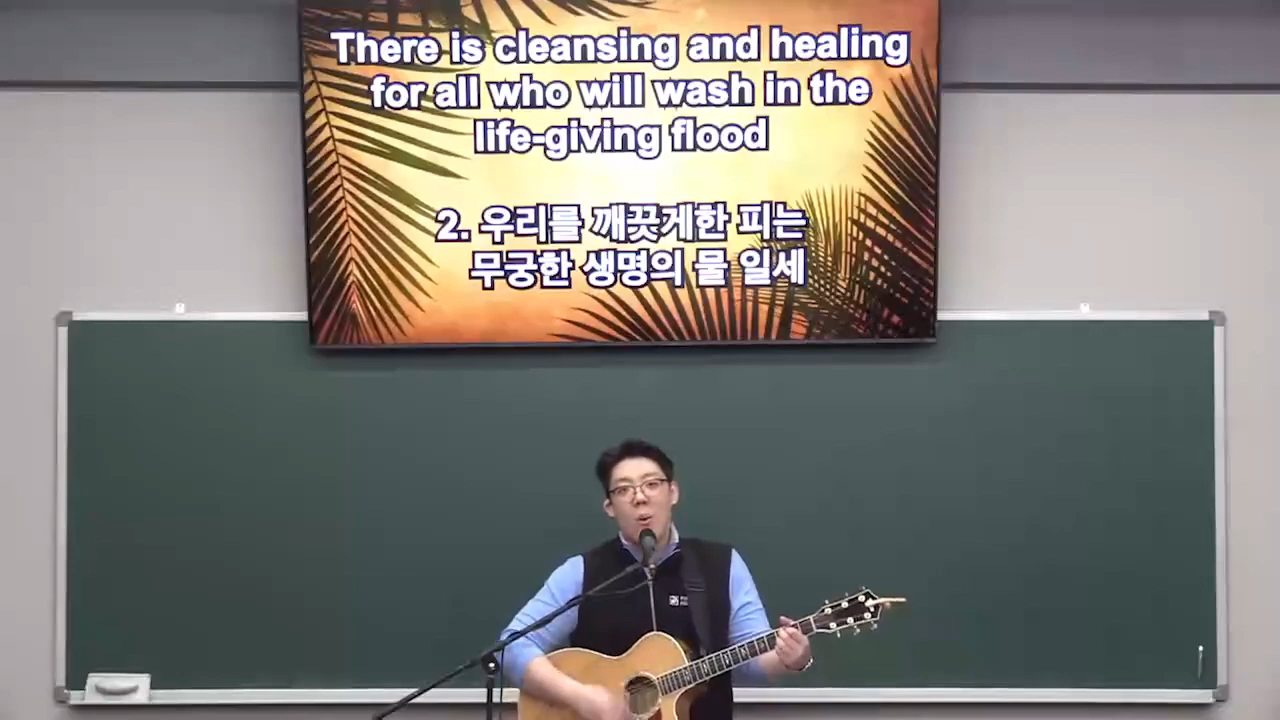 There is cleansing and healing
for all who will wash in the
life-giving flood
2. 우리를 깨끗게한 피는
무궁한 생명의 물 일세